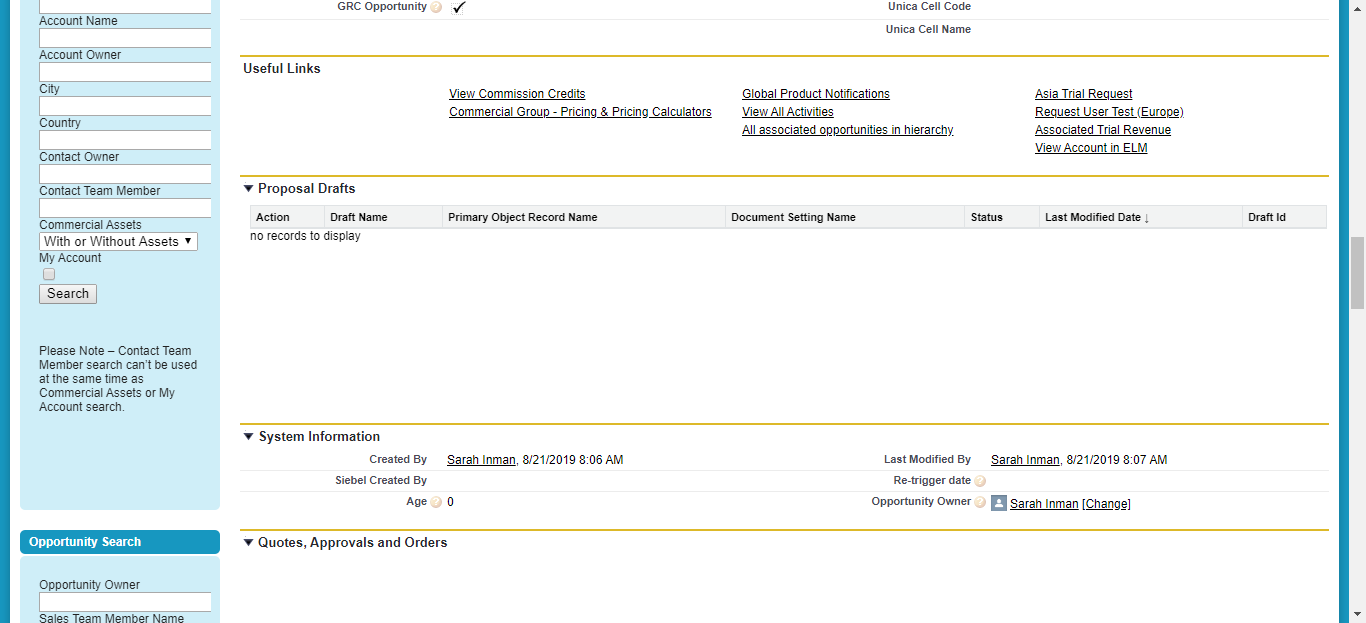 Account Name
Account Owner
City
Country
Contact Owner
Contact Team Member
Commercial Assets
With or Without Assets
My Account
Search
Please Note – Contact Team
Member search can't be used
at the same time as
Commercial Assets or My
Account search.
Opportunity Search
Opportunity Owner
Sales Team Member Name
GRC Opportunity ? Unica Cell Code
Unica Cell Name
Useful Links
View Commission Credits Global Product Notifications Asia Trial Request
Commercial Group - Pricing & Pricing Calculators View All Activities Request User Test (Europe)
All associated opportunities in hierarchy Associated Trial Revenue
View Account in ELM
Proposal Drafts
Action Draft Name Primary Object Record Name Document Setting Name Status Last Modified Date ↓ Draft Id
no records to display
System Information
Created By Sarah Inman, 8/21/2019 8:06 AM Last Modified By Sarah Inman, 8/21/2019 8:07 AM
Siebel Created By Re-trigger date ?
Age ? 0 Opportunity Owner ? Sarah Inman [Change]
Quotes, Approvals and Orders